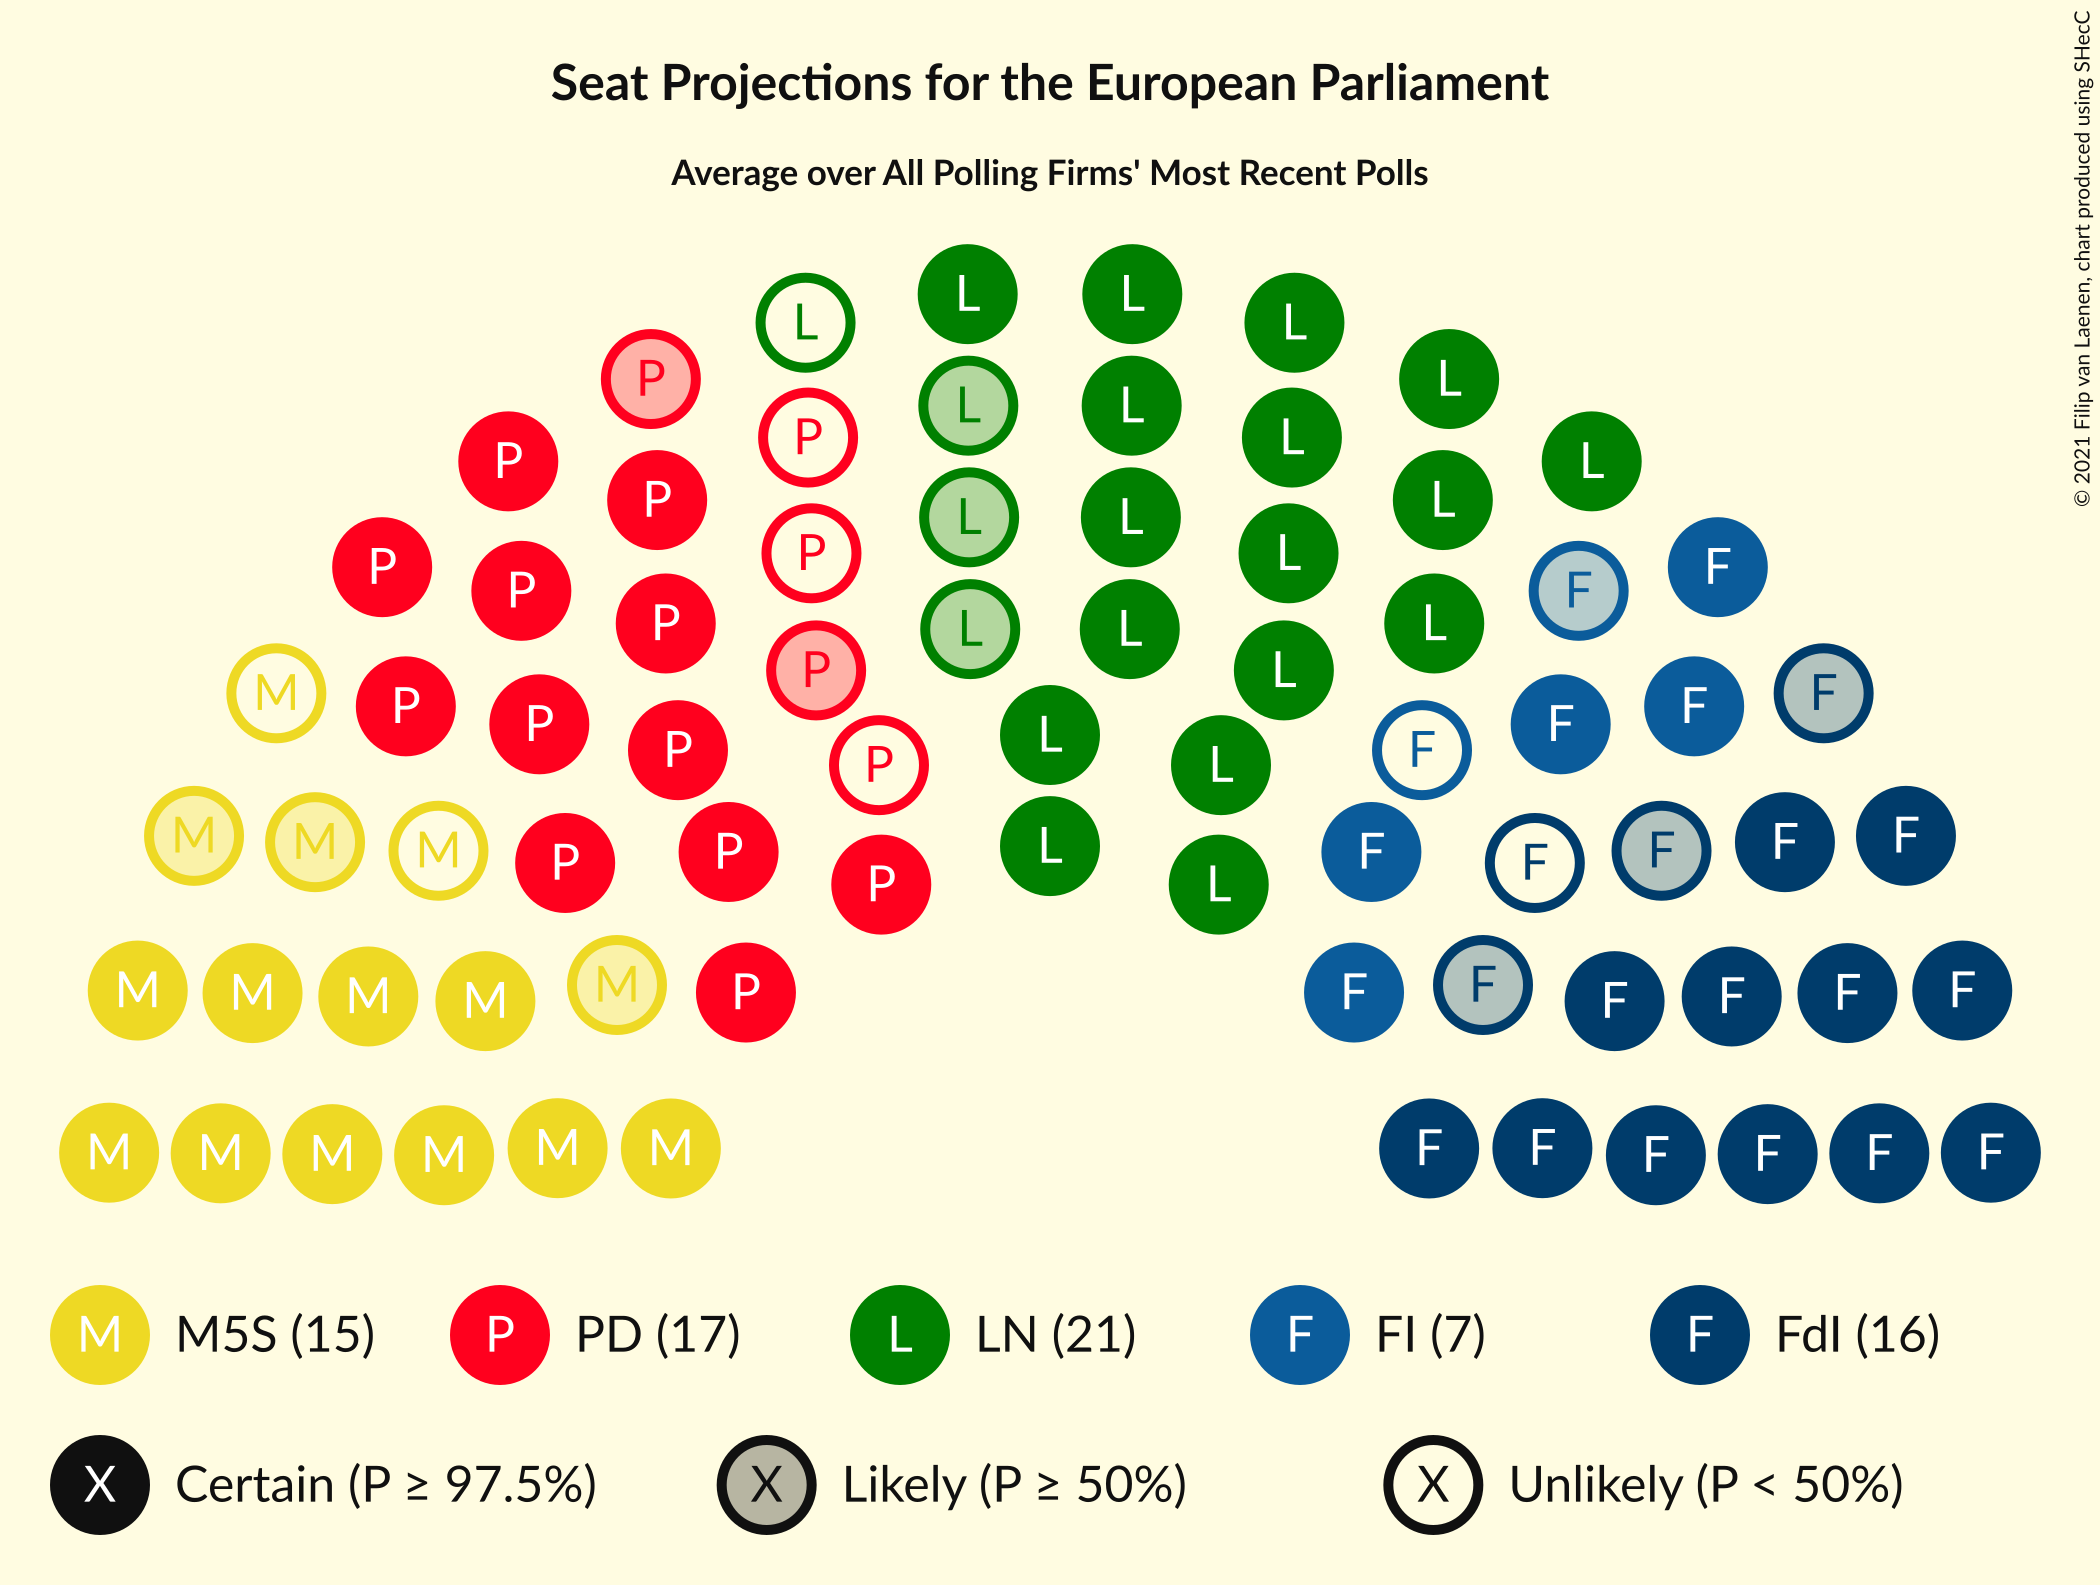 Seat Projections for the European Parliament
Average over All Polling Firms' Most Recent Polls
© 2021 Filip van Laenen, chart produced using SHecC
L L L L
P L
P P L L L L
P P L L L
P P L L F F
P P L L
M P P P P L L F F F F
P L L F
M M M P P P L L F F F F F
M M M M M P P L F F F F F F
M M M M M M F F F F F F
M M5S (15) P PD (17) L LN (21) F FI (7) F FdI (16)
X Certain (P ≥ 97.5%) X Likely (P ≥ 50%) X Unlikely (P < 50%)